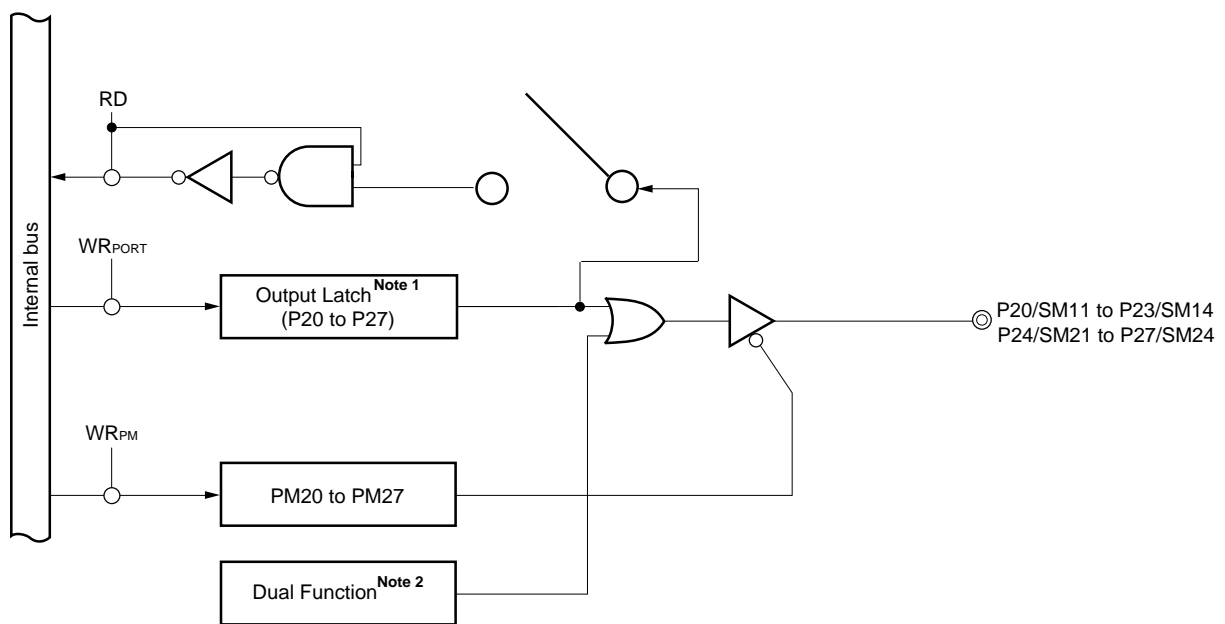 RD
Internal bus
WRPORT
Output Latch Note 1
(P20 to P27)
P20/SM11 to P23/SM14
P24/SM21 to P27/SM24
WRPM
PM20 to PM27
Dual Function Note 2